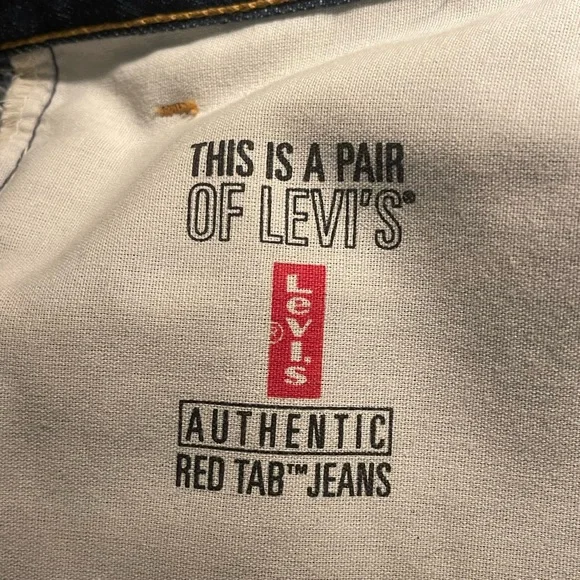 THIS IS A PAIR
OF LEVI'S®
Levi's
®
AUTHENTIC
RED TAB™ JEANS